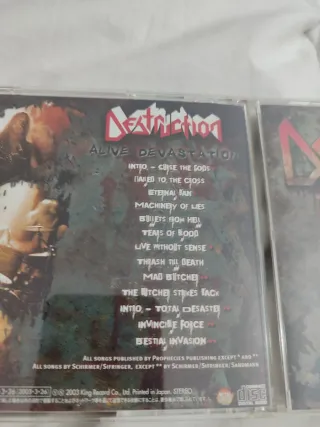 DESTRUCTION
ALIVE DEVASTATION
INTRO - CURSE THE GODS
NAILED TO THE CROSS
ETERNAL BAN
MACHINERY OF LIES
BULLETS FROM HELL
TEARS OF BLOOD
LIVE WITHOUT SENSE
THRASH TILL DEATH
MAD BUTCHER
THE BUTCHER STRIKES BACK
INTRO - TOTAL DESASTER
INVINCIBLE FORCE
BESTIAL INVASION
ALL SONGS PUBLISHED BY PROPHECIES PUBLISHING EXCEPT * AND **
ALL SONGS BY SCHIRMER/SIFRINGER, EXCEPT ** BY SCHIRMER/SIFRINGER/SANDMANN
2003 King Record Co., Ltd. Printed in Japan.
DISC